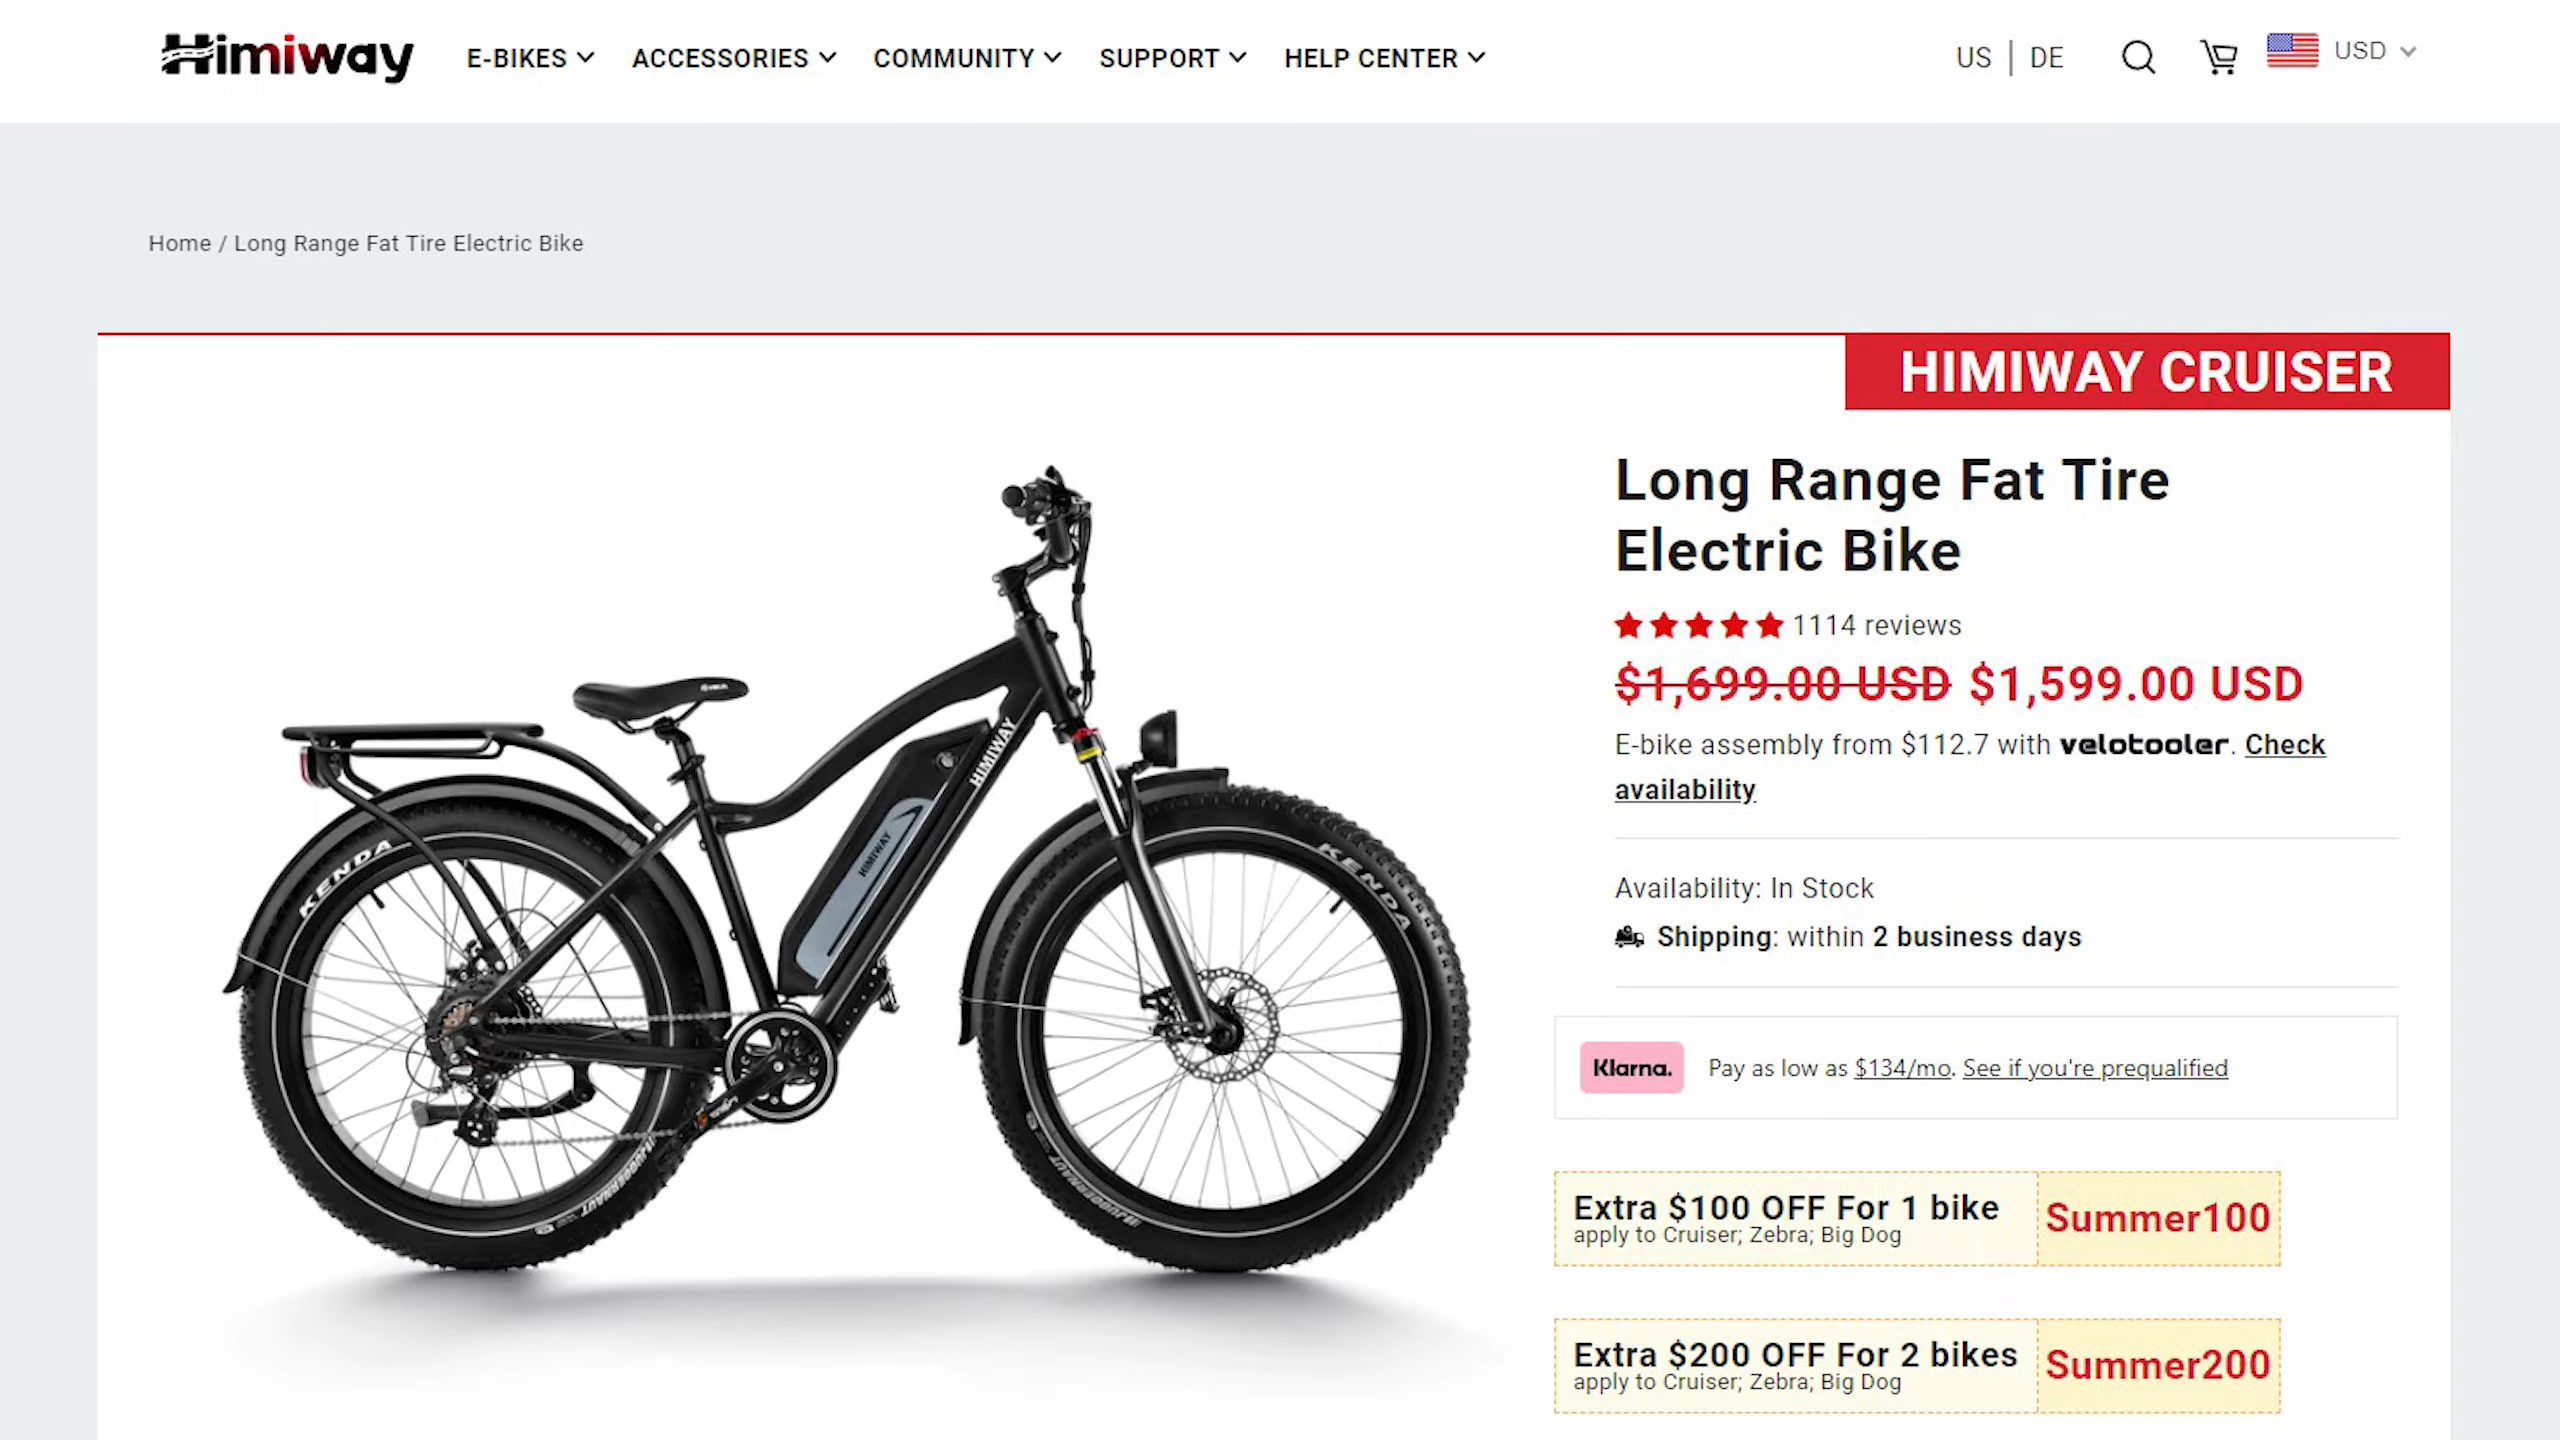 Himiway
E-BIKES
ACCESSORIES
COMMUNITY
SUPPORT
HELP CENTER
US | DE
USD
Home / Long Range Fat Tire Electric Bike
HIMIWAY CRUISER
Long Range Fat Tire
Electric Bike
1114 reviews
$1,699.00 USD $1,599.00 USD
E-bike assembly from $112.7 with velotooler. Check
availability
Availability: In Stock
Shipping: within 2 business days
Klarna. Pay as low as $134/mo. See if you're prequalified
Extra $100 OFF For 1 bike
apply to Cruiser; Zebra; Big Dog
Summer100
Extra $200 OFF For 2 bikes
apply to Cruiser; Zebra; Big Dog
Summer200
HIMIWAY
HIMIWAY
KENDA
KENDA
JUGGERNAUT
JUGGERNAUT